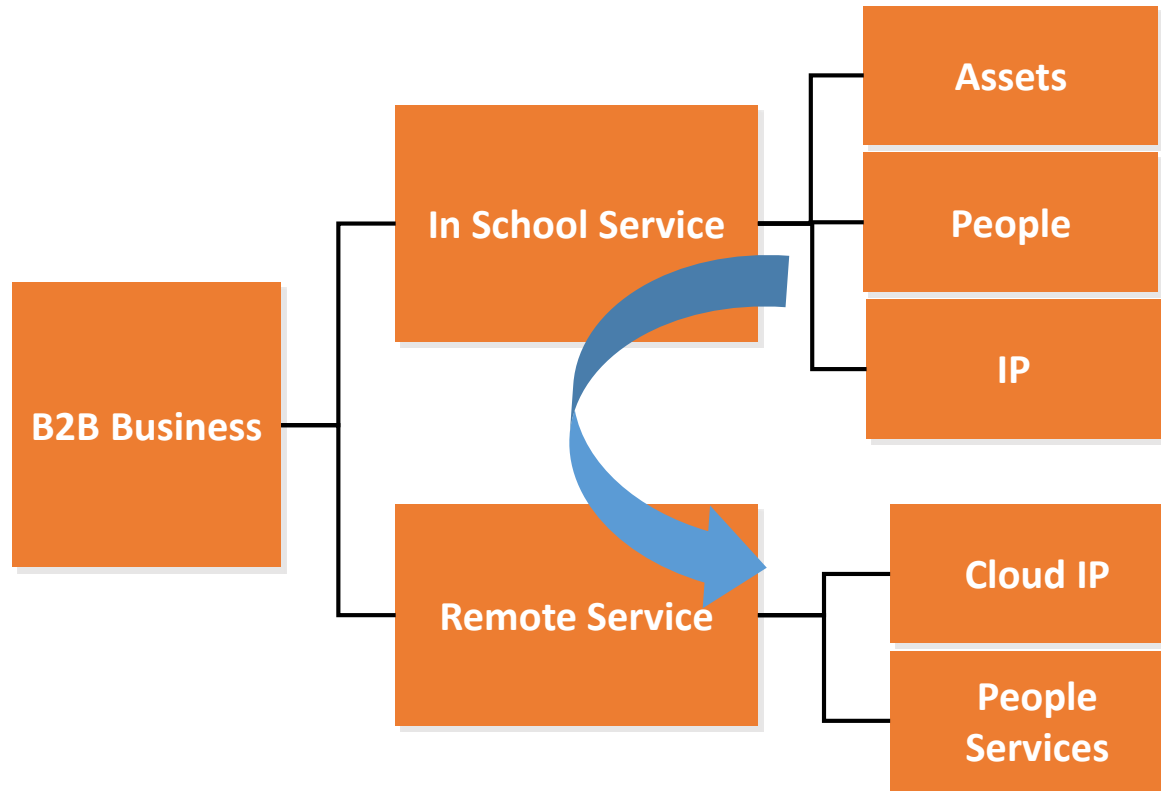 Assets
In School Service
People
IP
B2B Business
Remote Service
Cloud IP
People
Services